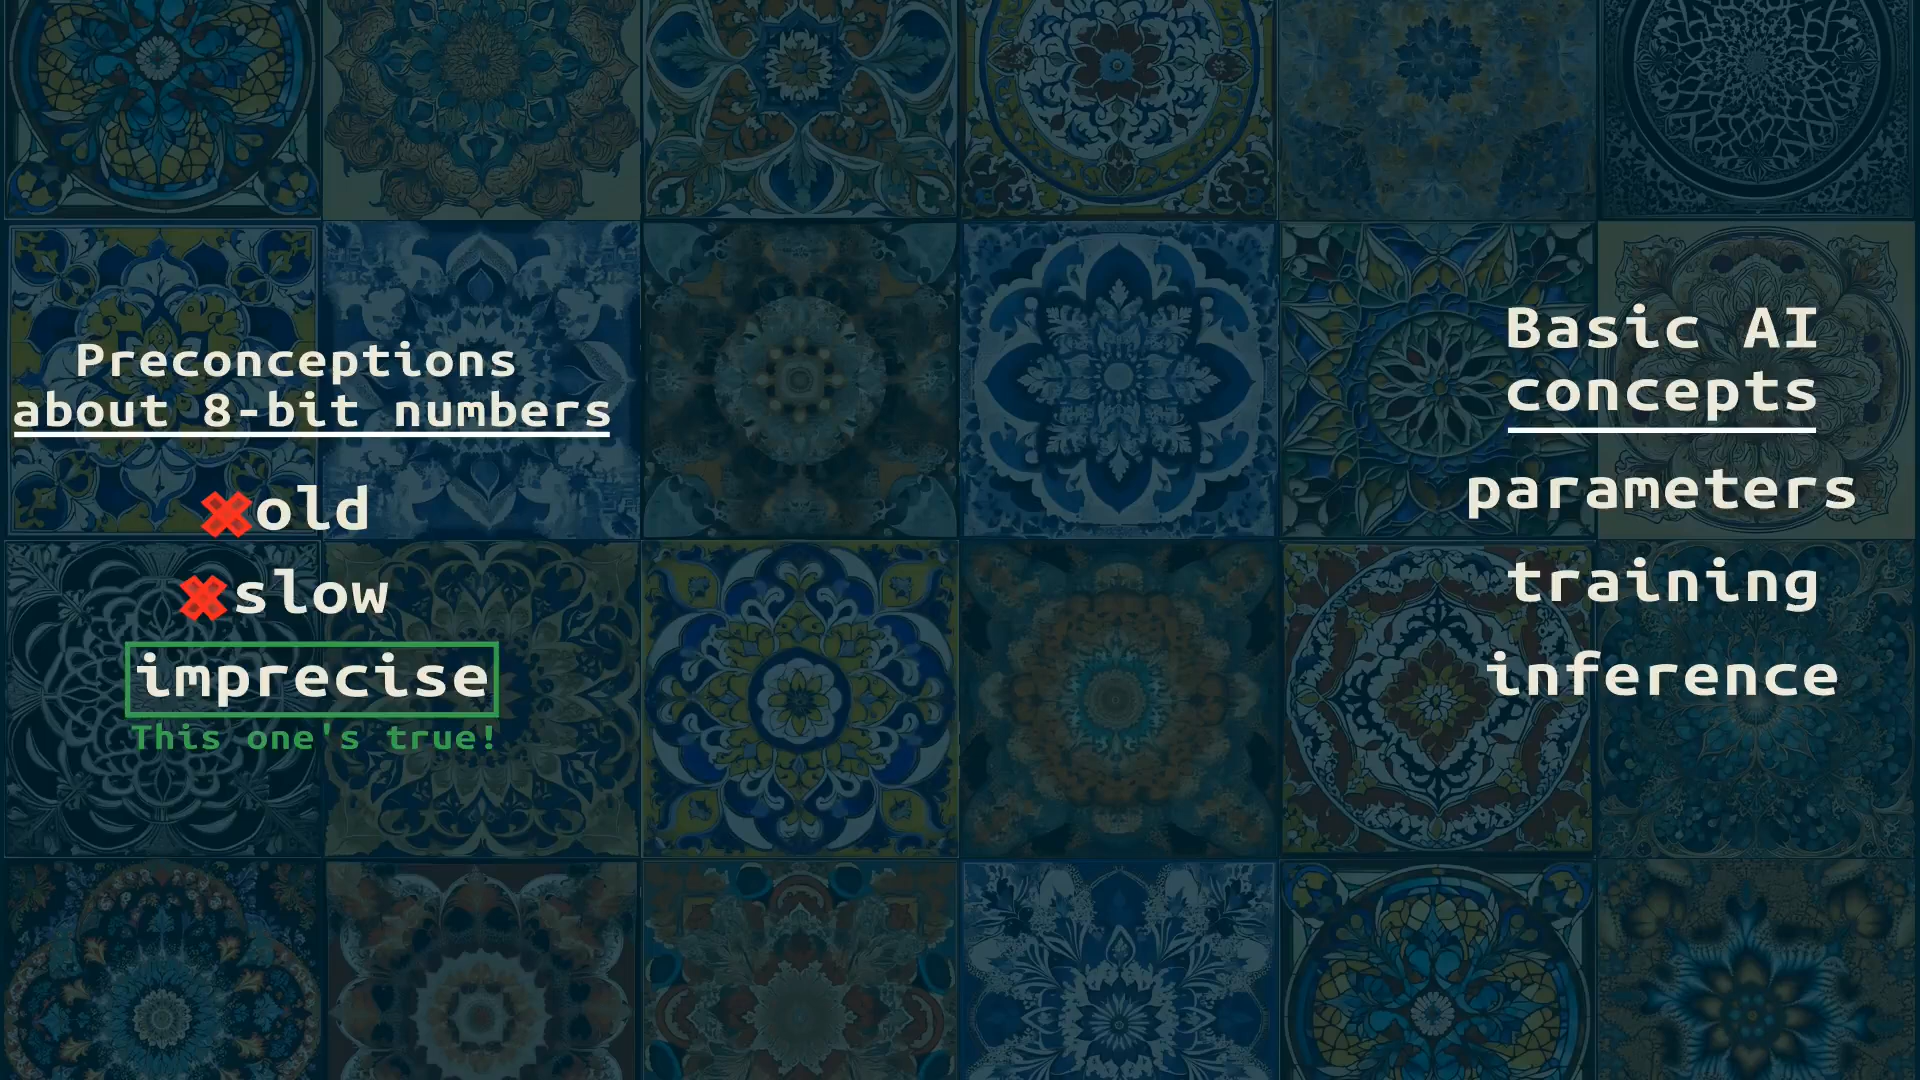 Preconceptions
about 8-bit numbers
old
slow
imprecise
This one's true!
Basic AI
concepts
parameters
training
inference